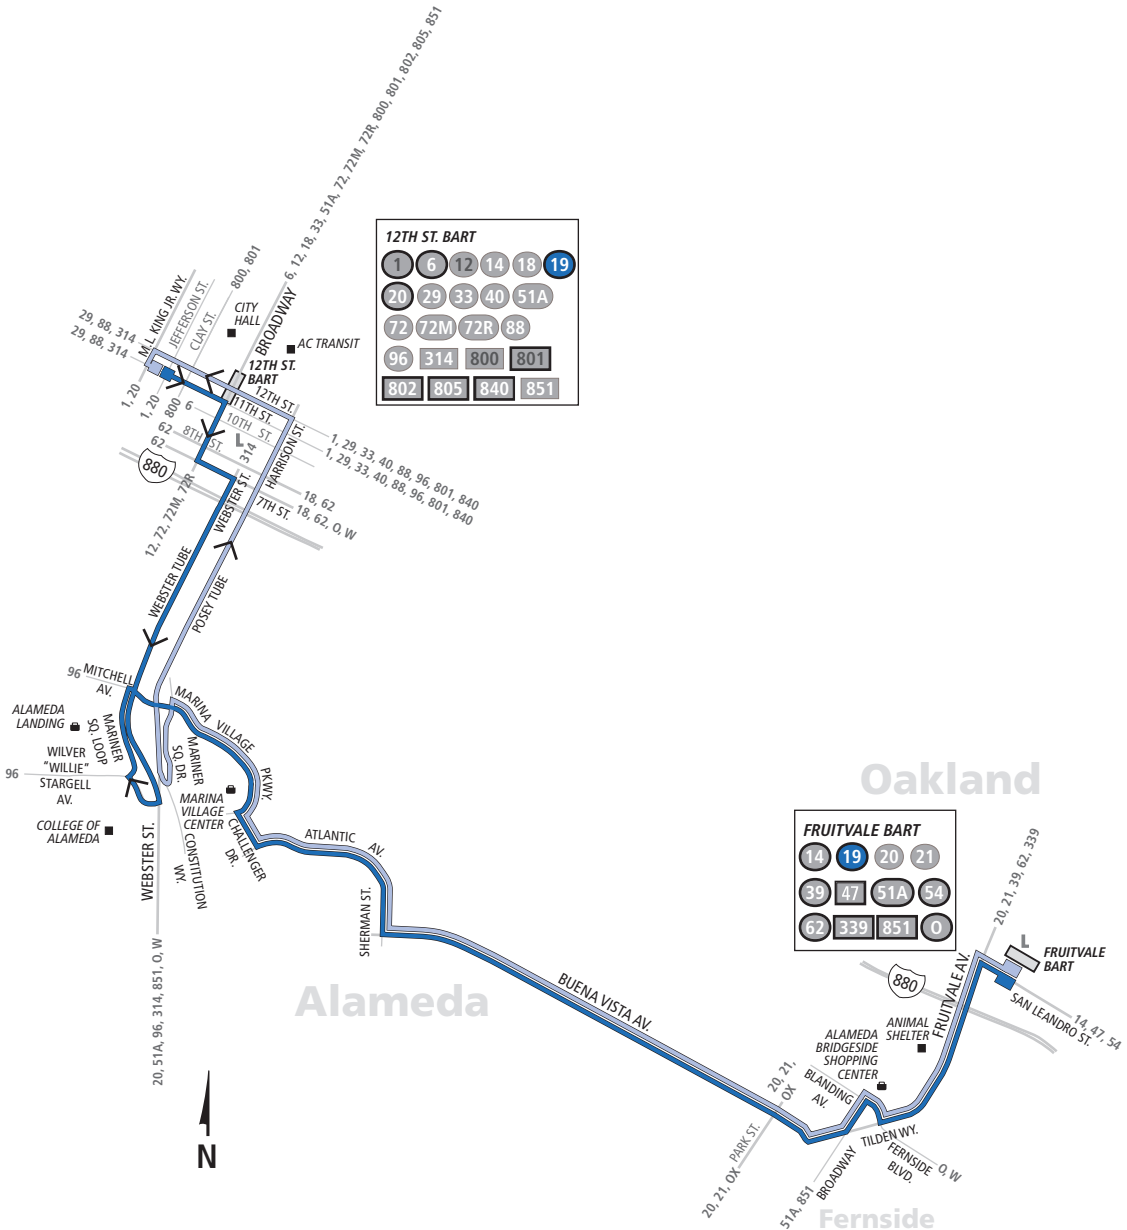 6, 12, 18, 33, 51A, 72, 72M, 72R, 800, 801, 802, 805, 851
12TH ST. BART
1 6 12 14 18 19
20 29 33 40 51A
72 72M 72R 88
96 314 800 801
802 805 840 851
800, 801
M.L KING JR. WY.
JEFFERSON ST.
CLAY ST.
CITY
HALL
BROADWAY
AC TRANSIT
29, 88, 314
29, 88, 314
12TH ST.
BART
12TH ST.
11TH ST.
10TH ST.
8TH ST.
7TH ST.
1, 20
1, 20
800
6
62
62
L
314
HARRISON ST.
WEBSTER ST.
1, 29, 33, 40, 88, 96, 801, 840
1, 29, 33, 40, 88, 96, 801, 840
18, 62
18, 62, O, W
880
12, 72, 72M, 72R
WEBSTER TUBE
POSEY TUBE
96
MITCHELL
AV.
ALAMEDA
LANDING
MARINER
SQ. LOOP
MARINA VILLAGE PKWY.
MARINER
SQ. DR.
96
WILVER
"WILLIE"
STARGELL
AV.
COLLEGE OF
ALAMEDA
MARINA
VILLAGE
CENTER
CHALLENGER
DR.
WEBSTER ST.
CONSTITUTION
WY.
ATLANTIC AV.
SHERMAN ST.
20, 51A, 96, 314, 851, O, W
Alameda
BUENA VISTA AV.
N
Oakland
FRUITVALE BART
14 19 20 21
39 47 51A 54
62 339 851 O
20, 21, 39, 62, 339
L
FRUITVALE
BART
880
FRUITVALE AV.
SAN LEANDRO ST.
14, 47, 54
ANIMAL
SHELTER
ALAMEDA
BRIDGESIDE
SHOPPING
CENTER
BLANDING
AV.
20, 21,
OX
PARK ST.
20, 21, OX
TILDEN WY.
FERNSIDE
BLVD.
O, W
BROADWAY
51A, 851
Fernside